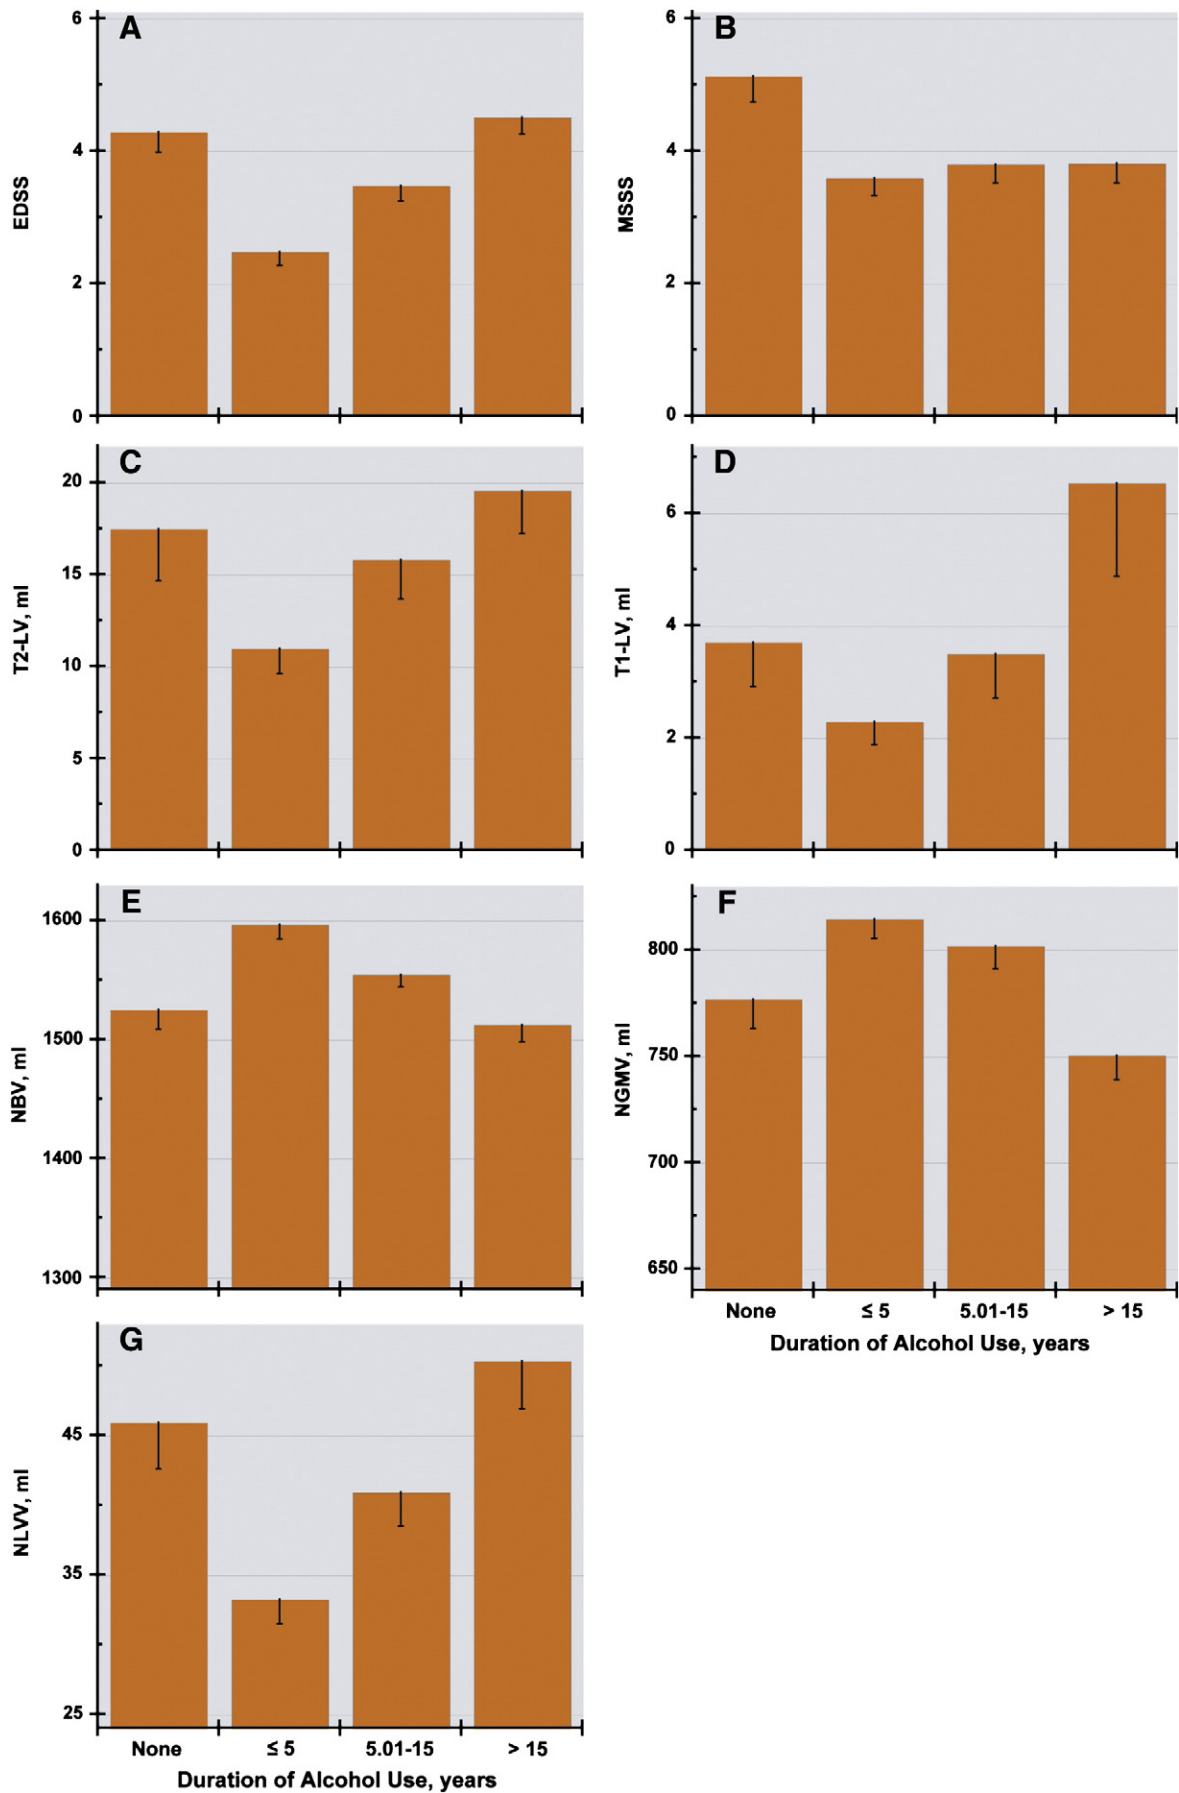 A
6
4
2
0
EDSS
B
6
4
2
0
MSSS
C
20
15
10
5
0
T2-LV, ml
D
6
4
2
0
T1-LV, ml
E
1600
1500
1400
1300
NBV, ml
F
800
750
700
650
NGMV, ml
None ≤ 5 5.01-15 > 15
Duration of Alcohol Use, years
G
45
35
25
NLVV, ml
None ≤ 5 5.01-15 > 15
Duration of Alcohol Use, years